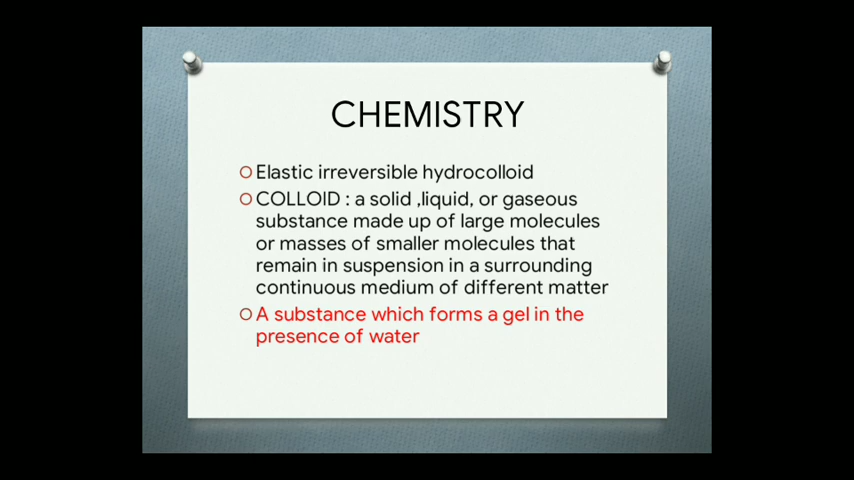 CHEMISTRY
Elastic irreversible hydrocolloid
COLLOID : a solid ,liquid, or gaseous
substance made up of large molecules
or masses of smaller molecules that
remain in suspension in a surrounding
continuous medium of different matter
A substance which forms a gel in the
presence of water